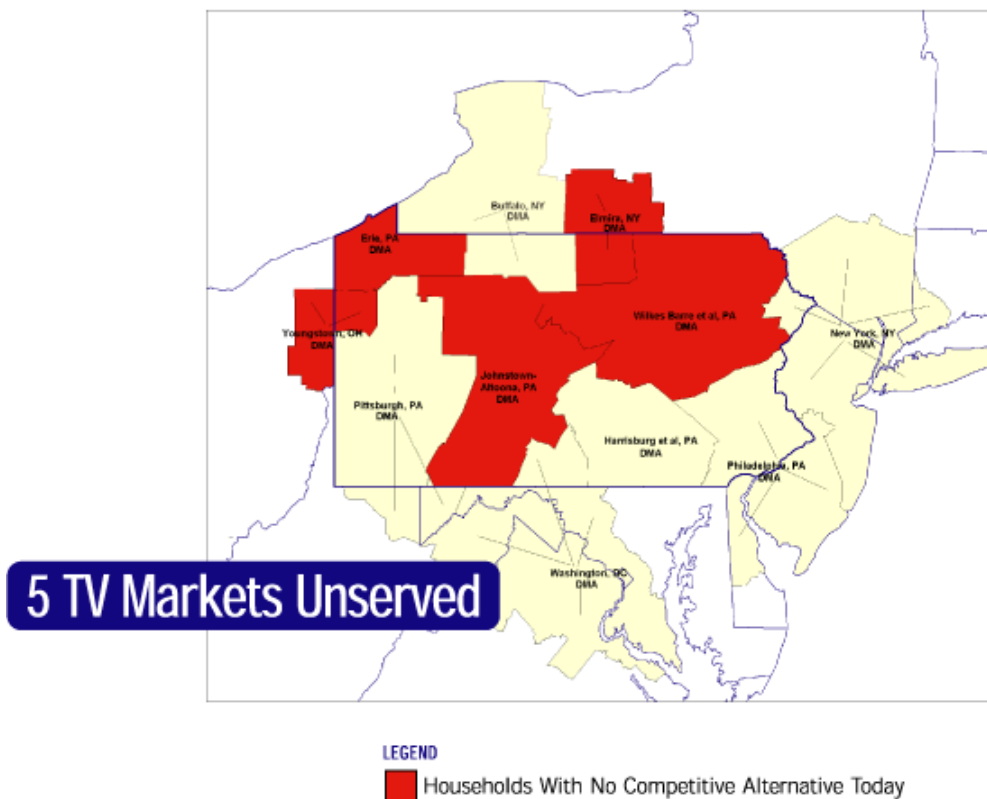 Buffalo, NY
DMA
Elmira, NY
DMA
Erie, PA
DMA
Wilkes Barre et al, PA
DMA
Youngstown, OH
DMA
New York, NY
DMA
Johnstown-
Altoona, PA
DMA
Pittsburgh, PA
DMA
Harrisburg et al, PA
DMA
Philadelphia, PA
DMA
Washington, DC
DMA
5 TV Markets Unserved
LEGEND
Households With No Competitive Alternative Today